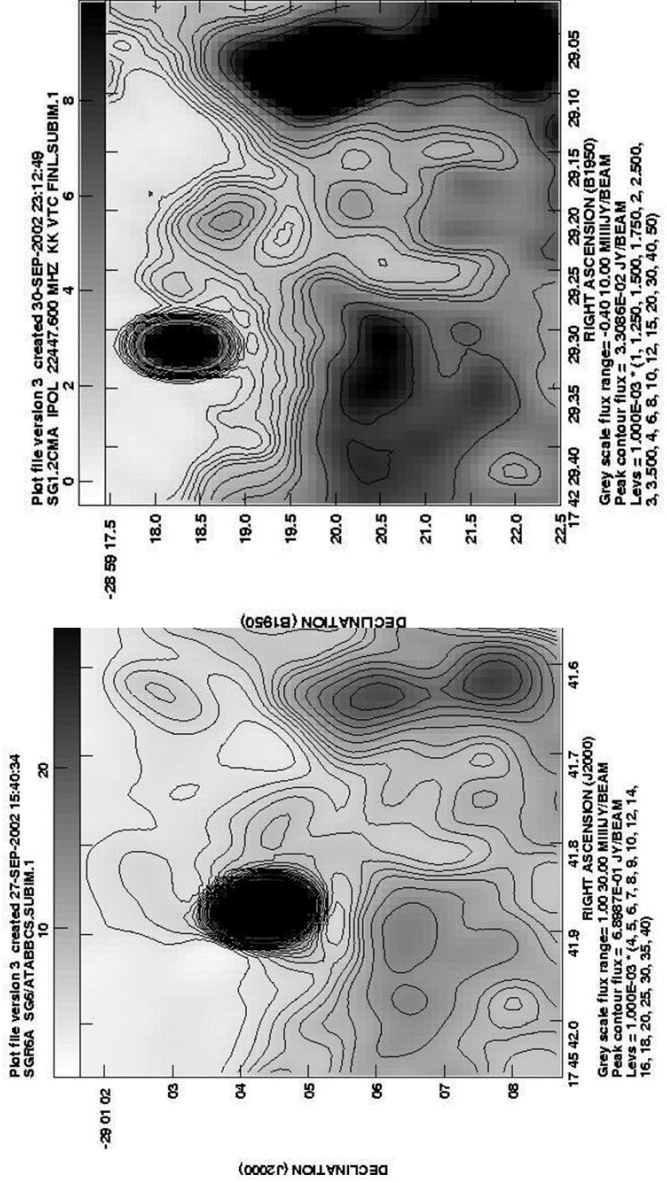 Plot file version 3 created 27-SEP-2002 15:40:34
SGR6A SG6/ATABBCS.SUBIM.1
10 20
-29 01 02
03
04
05
06
07
08
DECLINATION (J2000)
17 45 42.0 41.9 41.8 41.7 41.6
RIGHT ASCENSION (J2000)
Grey scale flux range= 1.00 30.00 MILLIJY/BEAM
Peak contour flux = 6.8987E-01 JY/BEAM
Levs = 1.000E-03 * (4, 5, 6, 7, 8, 9, 10, 12, 14,
16, 18, 20, 25, 30, 35, 40)
Plot file version 3 created 30-SEP-2002 23:12:49
SG1.2CMA IPOL 22447.600 MHZ KK VTC FINL.SUBIM.1
0 2 4 6 8
-28 59 17.5
18.0
18.5
19.0
19.5
20.0
20.5
21.0
21.5
22.0
22.5
DECLINATION (B1950)
17 42 29.40 29.35 29.30 29.25 29.20 29.15 29.10 29.05
RIGHT ASCENSION (B1950)
Grey scale flux range= -0.40 10.00 MILLIJY/BEAM
Peak contour flux = 3.3086E-02 JY/BEAM
Levs = 1.000E-03 * (1, 1.250, 1.500, 1.750, 2, 2.500,
3, 3.500, 4, 6, 8, 10, 12, 15, 20, 30, 40, 50)